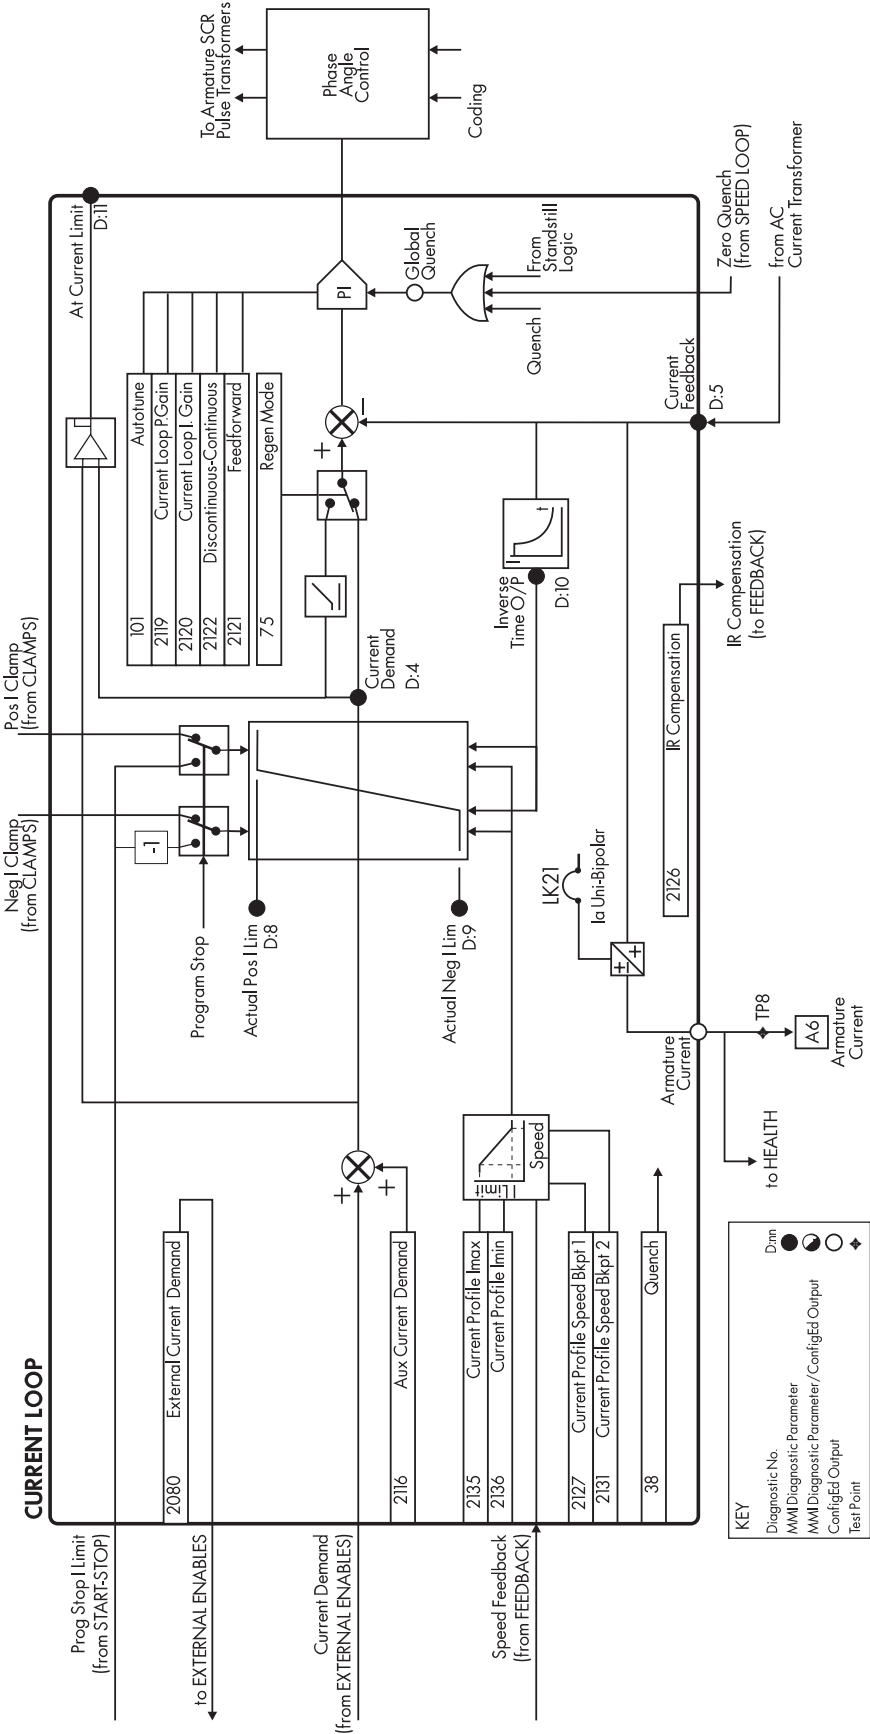 CURRENT LOOP
Prog Stop I Limit
(from START-STOP)
to EXTERNAL ENABLES
Current Demand
(from EXTERNAL ENABLES)
Speed Feedback
(from FEEDBACK)
2080 External Current Demand
2116 Aux Current Demand
2135 Current Profile Imax
2136 Current Profile Imin
2127 Current Profile Speed Bkpt 1
2131 Current Profile Speed Bkpt 2
38 Quench
+
+
I Limit
Speed
Neg I Clamp
(from CLAMPS)
Pos I Clamp
(from CLAMPS)
-1
Program Stop
Actual Pos I Lim
D:8
Actual Neg I Lim
D:9
Current
Demand
D:4
101 Autotune
2119 Current Loop P.Gain
2120 Current Loop I. Gain
2122 Discontinuous-Continuous
2121 Feedforward
75 Regen Mode
At Current Limit
D:11
+
−
PI
Phase
Angle
Control
To Armature SCR
Pulse Transformers
Coding
Global
Quench
Quench
From
Standstill
Logic
Zero Quench
(from SPEED LOOP)
from AC
Current Transformer
Current
Feedback
D:5
I
t
Inverse
Time O/P
D:10
2126 IR Compensation
IR Compensation
(to FEEDBACK)
LK21
Ia Uni-Bipolar
+
+
Armature
Current
TP8
A6
Armature
Current
to HEALTH
KEY
Diagnostic No. D:nn
MMI Diagnostic Parameter
MMI Diagnostic Parameter/ConfigEd Output
ConfigEd Output
Test Point